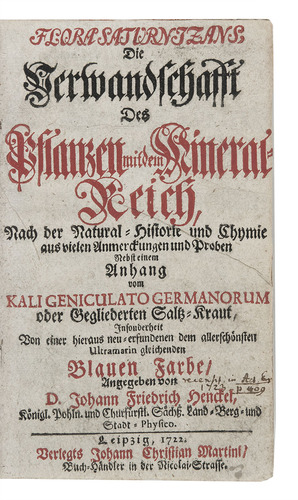 FLORA SATURNIZANS,
Die
Verwandschafft
Des
Pflanzen mit dem Mineral-
Reich,
Nach der Natural-Historie und Chymie
aus vielen Anmerckungen und Proben
Nebst einem
Anhang
vom
KALI GENICULATO GERMANORUM
oder Gegliederten Saltz-Kraut,
Insonderheit
Von einer hieraus neu-erfundenen dem allerschönsten
Ultramarin gleichenden
Blauen Farbe/
Angegeben von
D. Johann Friedrich Henckel,
Königl. Pohln. und Churfürstl. Sächß. Land-Berg-und
Stadt-Physico.
Leipzig, 1722.
Verlegts Johann Christian Martini/
Buch-Händler in der Nicolai-Strasse.